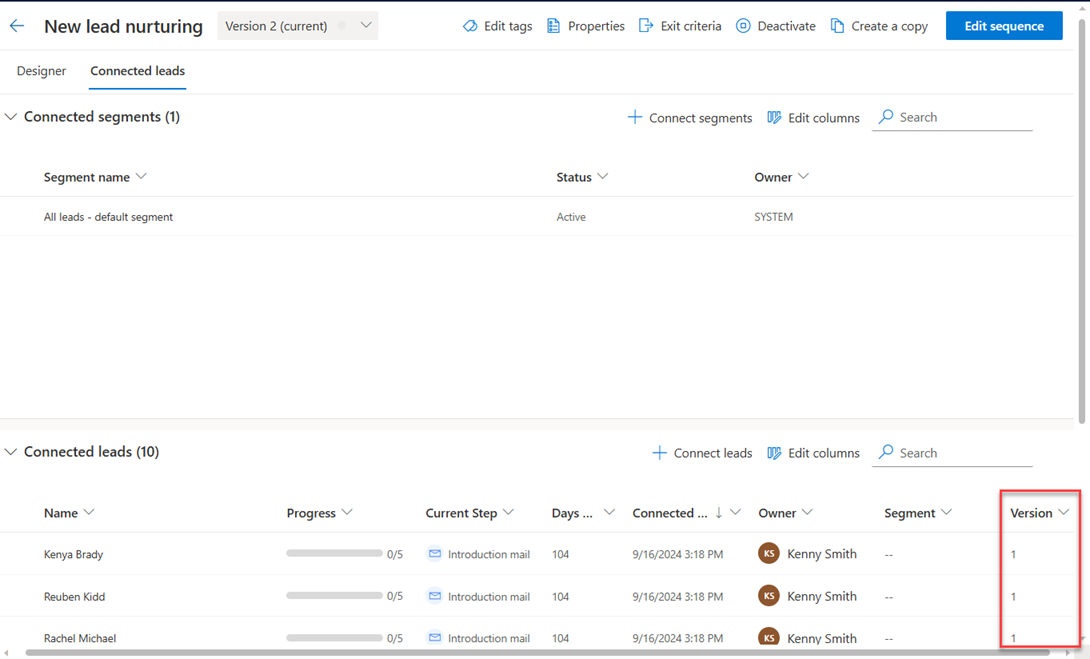 New lead nurturing Version 2 (current) Edit tags Properties Exit criteria Deactivate Create a copy Edit sequence
Designer Connected leads
Connected segments (1) Connect segments Edit columns Search
Segment name Status Owner
All leads - default segment Active SYSTEM
Connected leads (10) Connect leads Edit columns Search
Name Progress Current Step Days ... Connected ... Owner Segment Version
Kenya Brady 0/5 Introduction mail 104 9/16/2024 3:18 PM KS Kenny Smith -- 1
Reuben Kidd 0/5 Introduction mail 104 9/16/2024 3:18 PM KS Kenny Smith -- 1
Rachel Michael 0/5 Introduction mail 104 9/16/2024 3:18 PM KS Kenny Smith -- 1